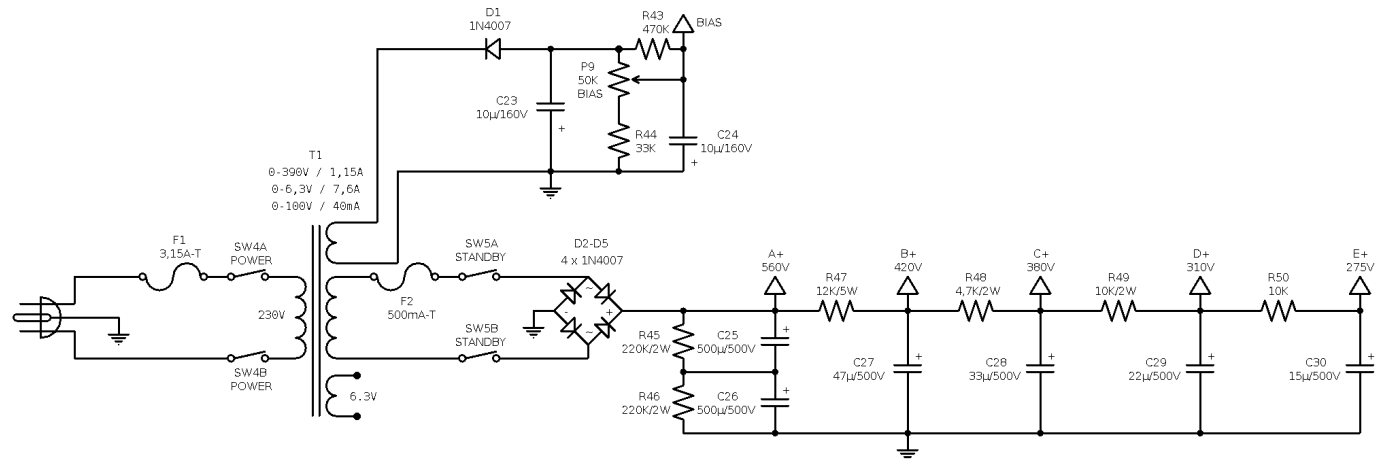 D1
1N4007
R43
470K
BIAS
P9
50K
BIAS
C23
10µ/160V
+
R44
33K
C24
10µ/160V
+
T1
0-390V / 1,15A
0-6,3V / 7,6A
0-100V / 40mA
F1
3,15A-T
SW4A
POWER
230V
SW4B
POWER
F2
500mA-T
6.3V
SW5A
STANDBY
SW5B
STANDBY
D2-D5
4 x 1N4007
~
- +
~
R45
220K/2W
C25
500µ/500V
+
R46
220K/2W
C26
500µ/500V
+
A+
560V
R47
12K/5W
B+
420V
C27
47µ/500V
+
R48
4,7K/2W
C+
380V
C28
33µ/500V
+
R49
10K/2W
D+
310V
C29
22µ/500V
+
R50
10K
E+
275V
C30
15µ/500V
+